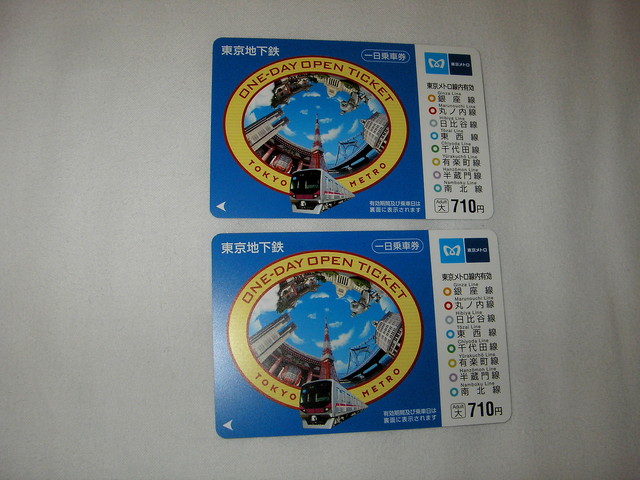 東京地下鉄
一日乗車券
ONE-DAY OPEN TICKET
TOKYO METRO
有効期間及び乗車日は
裏面に表示されます
東京メトロ
東京メトロ線内有効
Ginza Line
銀座線
Marunouchi Line
丸ノ内線
Hibiya Line
日比谷線
Tōzai Line
東西線
Chiyoda Line
千代田線
Yūrakuchō Line
有楽町線
Hanzōmon Line
半蔵門線
Namboku Line
南北線
Adult
大 710円
東京地下鉄
一日乗車券
ONE-DAY OPEN TICKET
TOKYO METRO
有効期間及び乗車日は
裏面に表示されます
東京メトロ
東京メトロ線内有効
Ginza Line
銀座線
Marunouchi Line
丸ノ内線
Hibiya Line
日比谷線
Tōzai Line
東西線
Chiyoda Line
千代田線
Yūrakuchō Line
有楽町線
Hanzōmon Line
半蔵門線
Namboku Line
南北線
Adult
大 710円